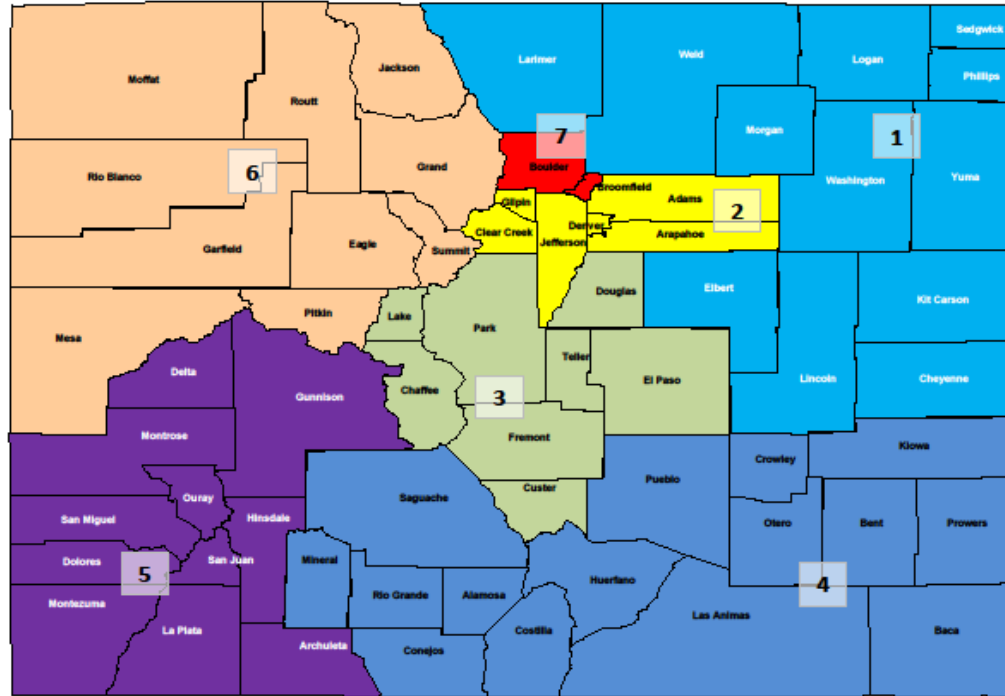 Sedgwick
Larimer
Weld
Logan
Jackson
Phillips
Moffat
Routt
7
Morgan
1
Grand
Boulder
Rio Blanco
6
Washington
Yuma
Broomfield
Gilpin
Adams
2
Clear Creek
Denver
Arapahoe
Jefferson
Garfield
Eagle
Summit
Elbert
Douglas
Kit Carson
Lake
Pitkin
Park
Mesa
Teller
Delta
El Paso
Lincoln
Cheyenne
Chaffee
3
Gunnison
Montrose
Fremont
Kiowa
Crowley
Pueblo
Custer
Saguache
Ouray
San Miguel
Hinsdale
Otero
Bent
Prowers
Dolores
San Juan
Mineral
5
Huerfano
4
Rio Grande
Alamosa
Montezuma
Las Animas
La Plata
Costilla
Baca
Archuleta
Conejos